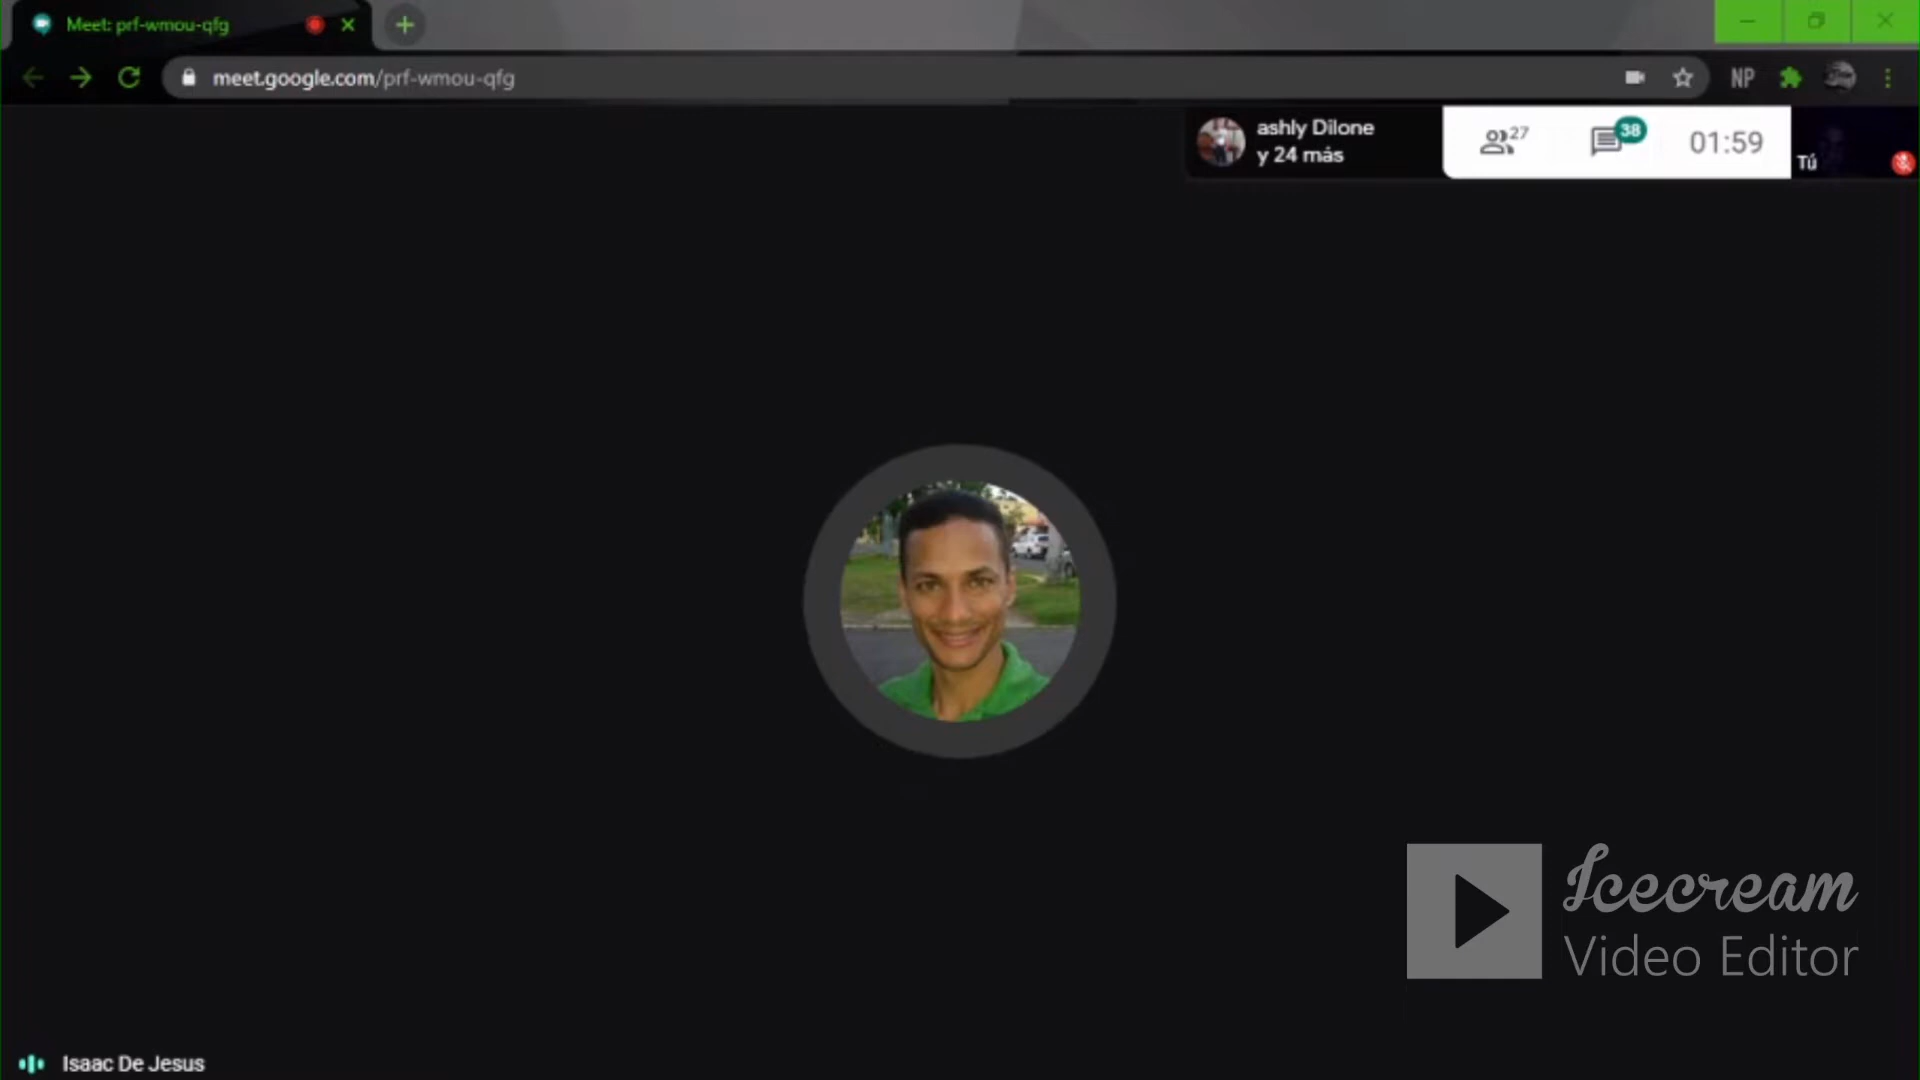 Meet: prf-wmou-qfg
meet.google.com/prf-wmou-qfg
NP
ashly Dilone
y 24 más
27
38
01:59
Tú
Icecream
Video Editor
Isaac De Jesus